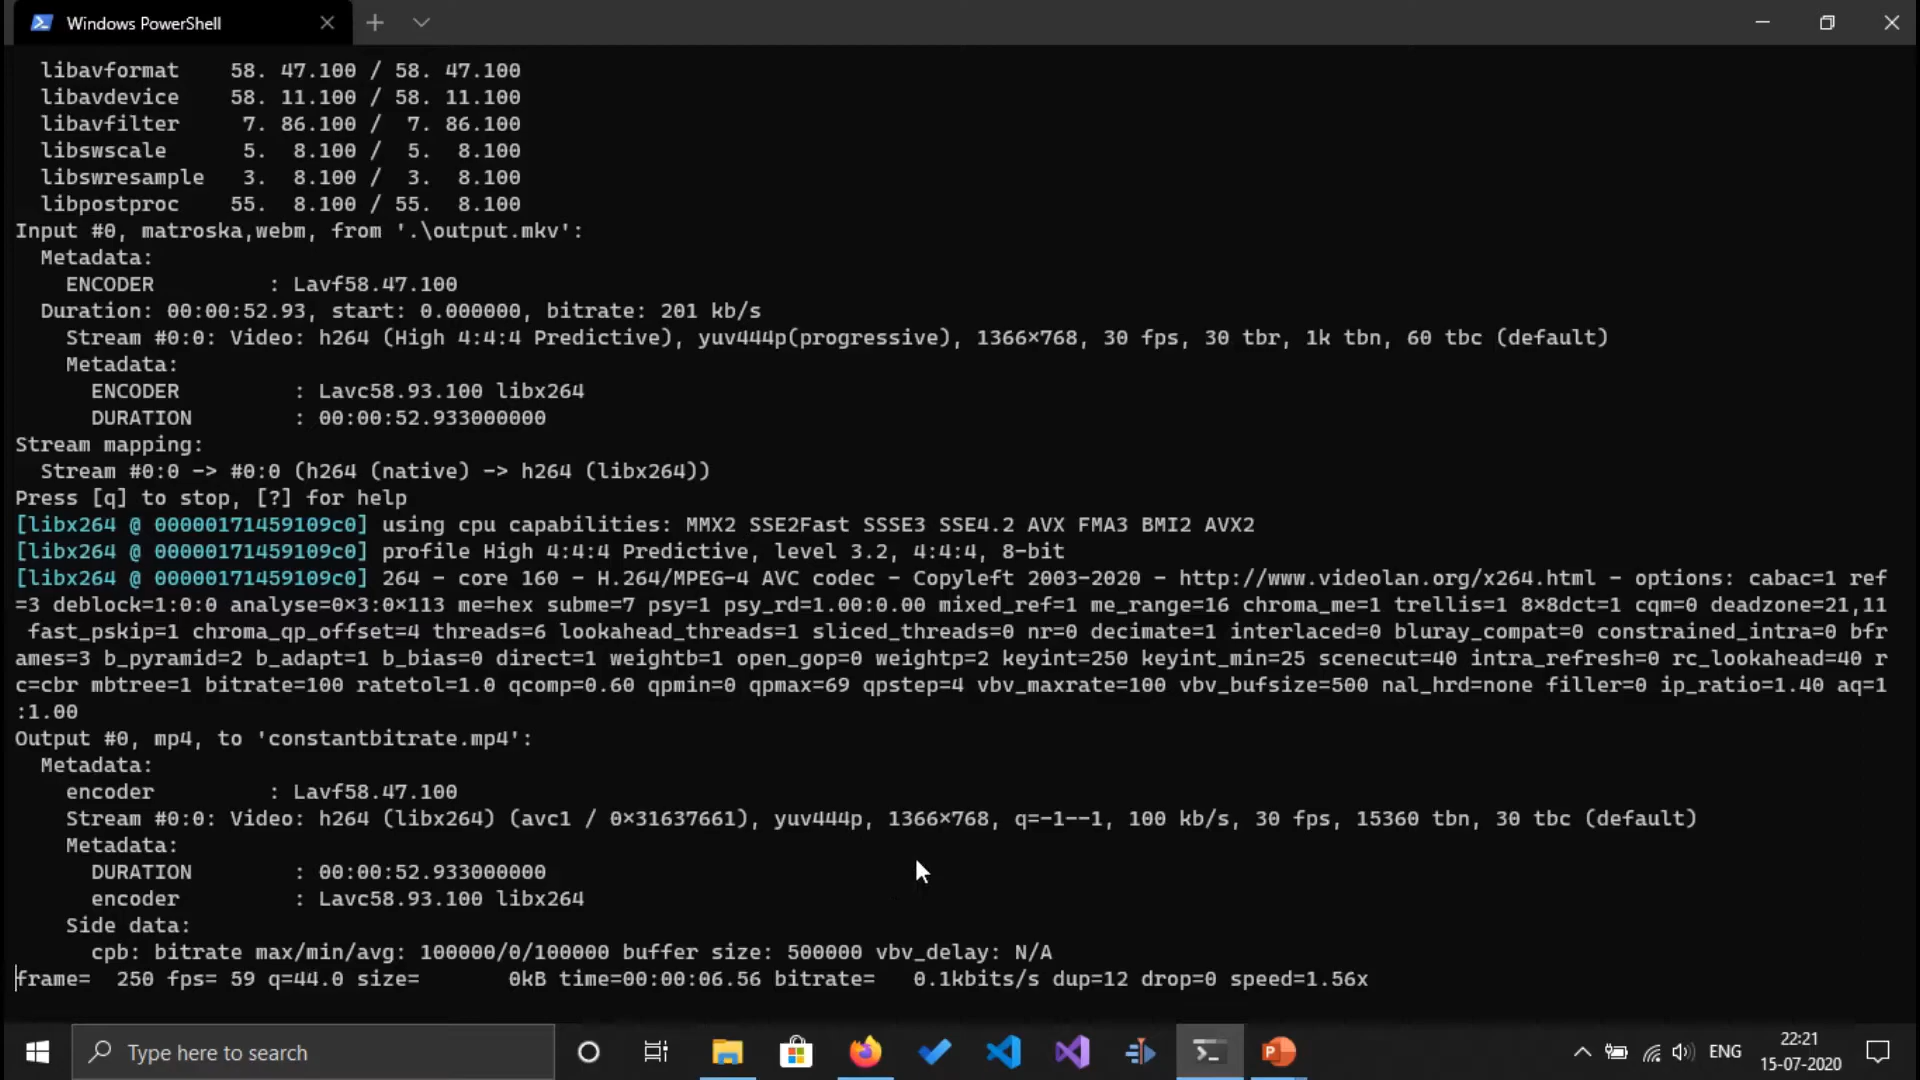 Windows PowerShell
libavformat    58. 47.100 / 58. 47.100
libavdevice    58. 11.100 / 58. 11.100
libavfilter     7. 86.100 /  7. 86.100
libswscale      5.  8.100 /  5.  8.100
libswresample   3.  8.100 /  3.  8.100
libpostproc    55.  8.100 / 55.  8.100
Input #0, matroska,webm, from '.\output.mkv':
Metadata:
ENCODER         : Lavf58.47.100
Duration: 00:00:52.93, start: 0.000000, bitrate: 201 kb/s
Stream #0:0: Video: h264 (High 4:4:4 Predictive), yuv444p(progressive), 1366×768, 30 fps, 30 tbr, 1k tbn, 60 tbc (default)
Metadata:
ENCODER         : Lavc58.93.100 libx264
DURATION        : 00:00:52.933000000
Stream mapping:
Stream #0:0 -> #0:0 (h264 (native) -> h264 (libx264))
Press [q] to stop, [?] for help
[libx264 @ 00000171459109c0] using cpu capabilities: MMX2 SSE2Fast SSSE3 SSE4.2 AVX FMA3 BMI2 AVX2
[libx264 @ 00000171459109c0] profile High 4:4:4 Predictive, level 3.2, 4:4:4, 8-bit
[libx264 @ 00000171459109c0] 264 - core 160 - H.264/MPEG-4 AVC codec - Copyleft 2003-2020 - http://www.videolan.org/x264.html - options: cabac=1 ref
=3 deblock=1:0:0 analyse=0×3:0×113 me=hex subme=7 psy=1 psy_rd=1.00:0.00 mixed_ref=1 me_range=16 chroma_me=1 trellis=1 8×8dct=1 cqm=0 deadzone=21,11
fast_pskip=1 chroma_qp_offset=4 threads=6 lookahead_threads=1 sliced_threads=0 nr=0 decimate=1 interlaced=0 bluray_compat=0 constrained_intra=0 bfr
ames=3 b_pyramid=2 b_adapt=1 b_bias=0 direct=1 weightb=1 open_gop=0 weightp=2 keyint=250 keyint_min=25 scenecut=40 intra_refresh=0 rc_lookahead=40 r
c=cbr mbtree=1 bitrate=100 ratetol=1.0 qcomp=0.60 qpmin=0 qpmax=69 qpstep=4 vbv_maxrate=100 vbv_bufsize=500 nal_hrd=none filler=0 ip_ratio=1.40 aq=1
:1.00
Output #0, mp4, to 'constantbitrate.mp4':
Metadata:
encoder         : Lavf58.47.100
Stream #0:0: Video: h264 (libx264) (avc1 / 0×31637661), yuv444p, 1366×768, q=-1--1, 100 kb/s, 30 fps, 15360 tbn, 30 tbc (default)
Metadata:
DURATION        : 00:00:52.933000000
encoder         : Lavc58.93.100 libx264
Side data:
cpb: bitrate max/min/avg: 100000/0/100000 buffer size: 500000 vbv_delay: N/A
frame=  250 fps= 59 q=44.0 size=       0kB time=00:00:06.56 bitrate=   0.1kbits/s dup=12 drop=0 speed=1.56x
Type here to search
ENG
22:21
15-07-2020